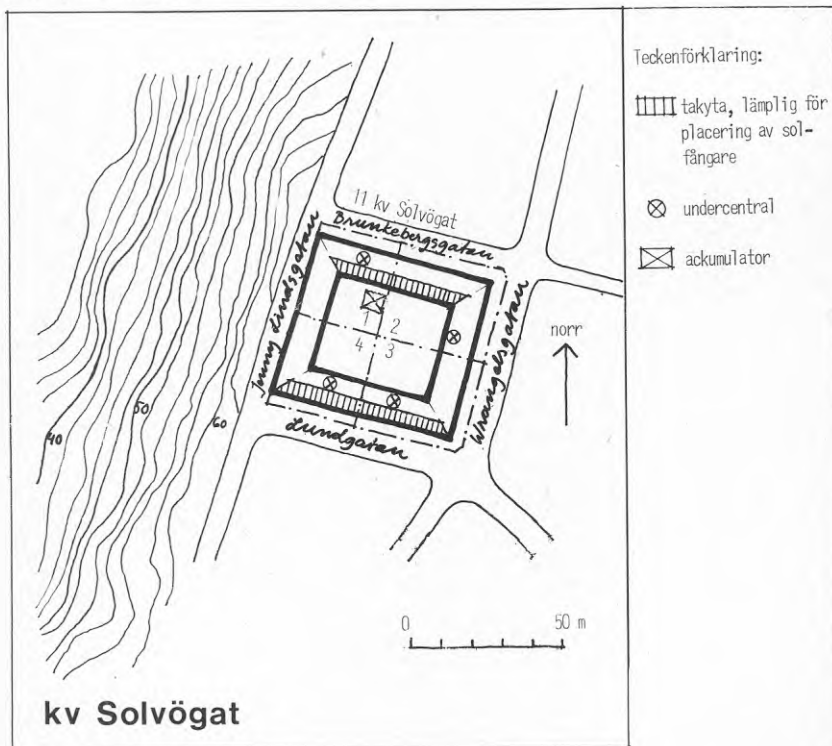 Teckenförklaring:
takyta, lämplig för
placering av sol-
fångare
undercentral
ackumulator
norr
11 kv Solvögat
Brunkebergsgatan
Jenny Lindsgatan
Wrangelsgatan
Lundgatan
1 2
4 3
40
50
60
0 50 m
kv Solvögat